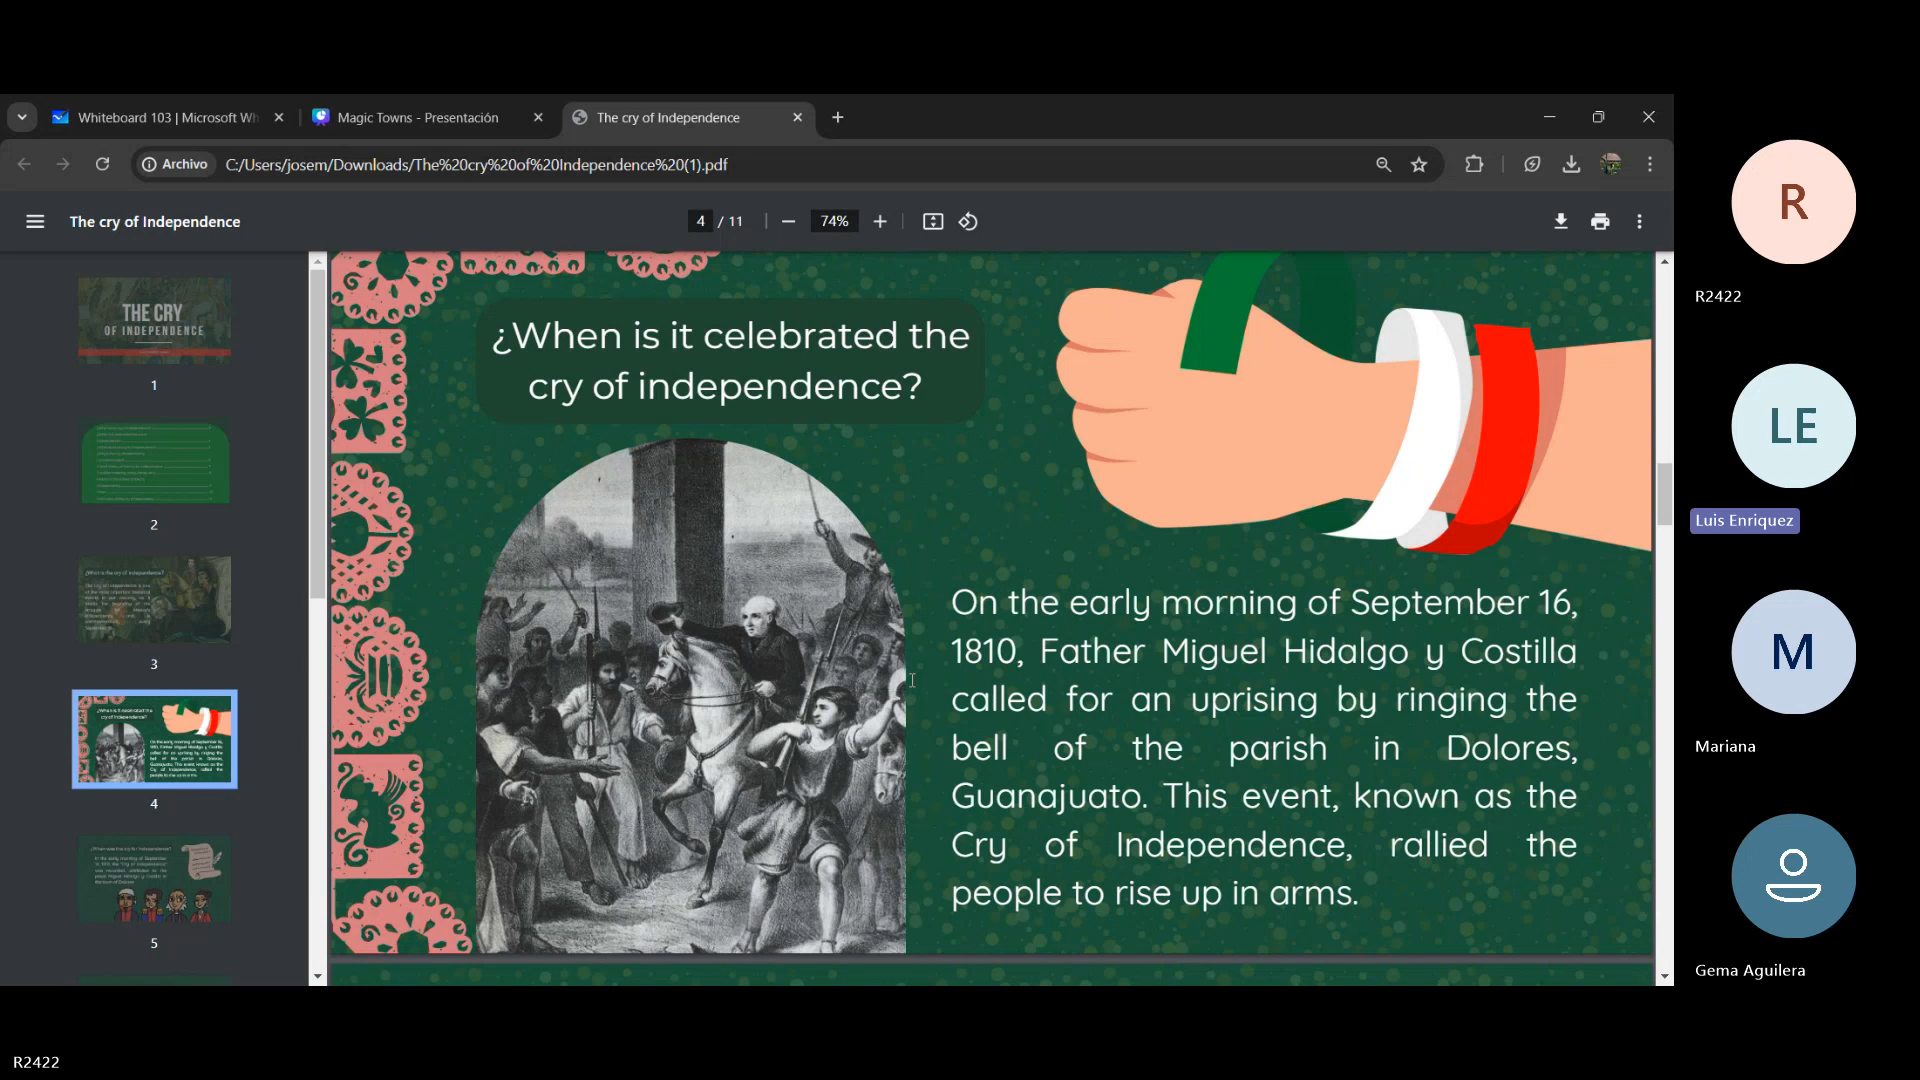 Whiteboard 103 | Microsoft Wh
Magic Towns - Presentación
The cry of Independence
Archivo
C:/Users/josem/Downloads/The%20cry%20of%20Independence%20(1).pdf
The cry of Independence
4 / 11
74%
THE CRY
OF INDEPENDENCE
1
2
3
4
5
¿When is it celebrated the
cry of independence?
On the early morning of September 16,
1810, Father Miguel Hidalgo y Costilla
called for an uprising by ringing the
bell of the parish in Dolores,
Guanajuato. This event, known as the
Cry of Independence, rallied the
people to rise up in arms.
R
R2422
LE
Luis Enriquez
M
Mariana
Gema Aguilera
R2422